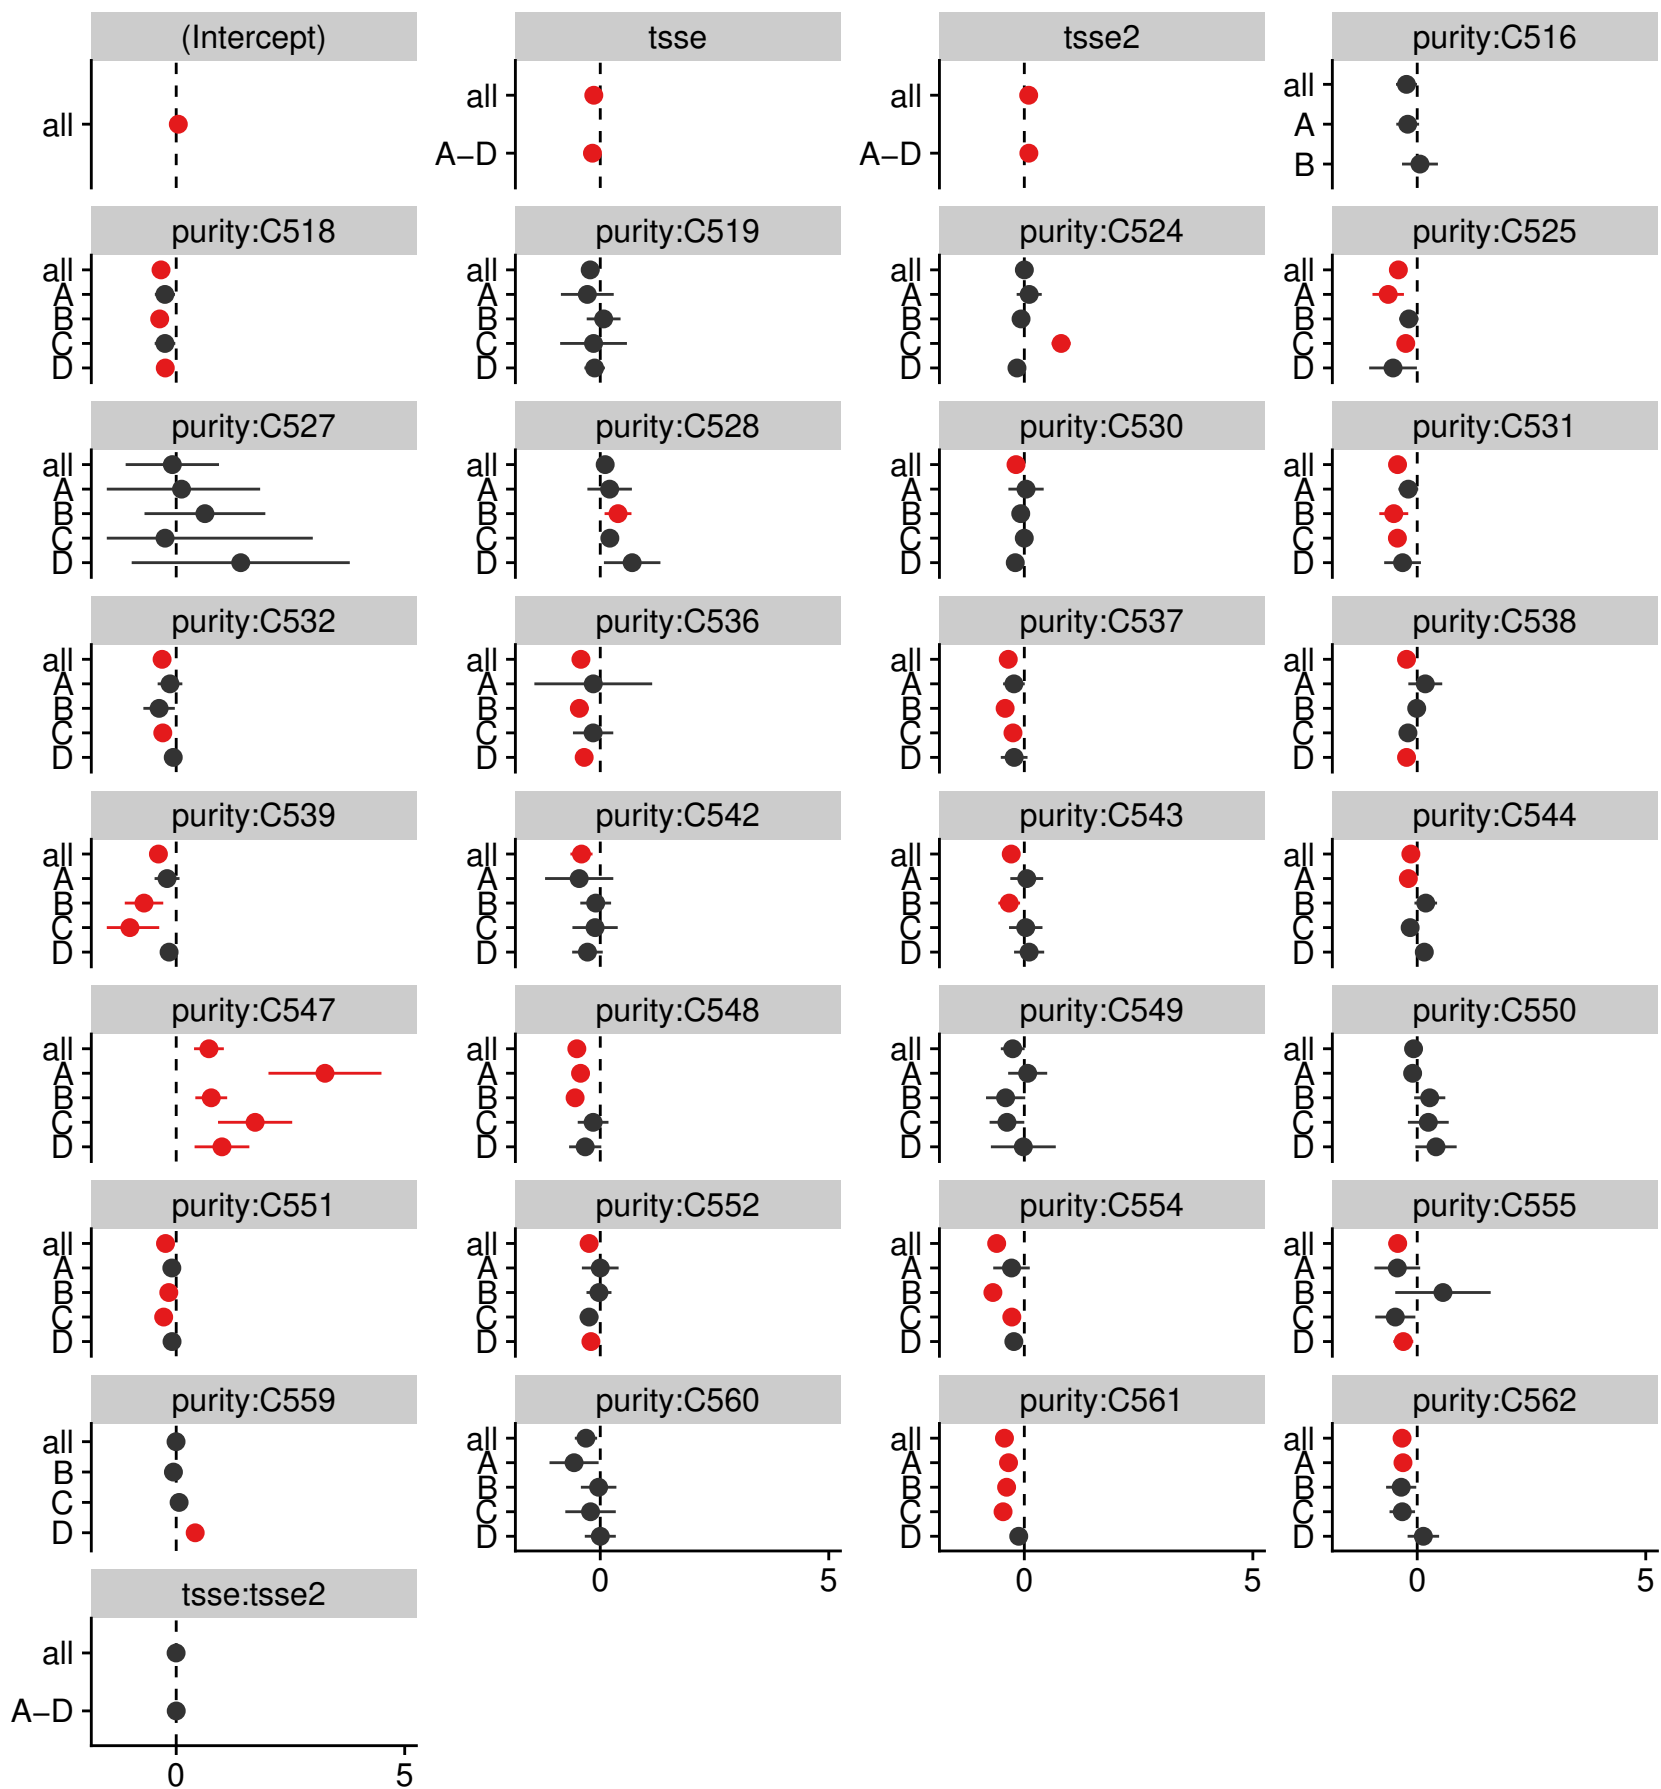 (Intercept) tsse tsse2 purity:C516
all
all
A–D
all
A–D
all
A
B
purity:C518 purity:C519 purity:C524 purity:C525
all
A
B
C
D
all
A
B
C
D
all
A
B
C
D
all
A
B
C
D
purity:C527 purity:C528 purity:C530 purity:C531
all
A
B
C
D
all
A
B
C
D
all
A
B
C
D
all
A
B
C
D
purity:C532 purity:C536 purity:C537 purity:C538
all
A
B
C
D
all
A
B
C
D
all
A
B
C
D
all
A
B
C
D
purity:C539 purity:C542 purity:C543 purity:C544
all
A
B
C
D
all
A
B
C
D
all
A
B
C
D
all
A
B
C
D
purity:C547 purity:C548 purity:C549 purity:C550
all
A
B
C
D
all
A
B
C
D
all
A
B
C
D
all
A
B
C
D
purity:C551 purity:C552 purity:C554 purity:C555
all
A
B
C
D
all
A
B
C
D
all
A
B
C
D
all
A
B
C
D
purity:C559 purity:C560 purity:C561 purity:C562
all
B
C
D
all
A
B
C
D
0 5
all
A
B
C
D
0 5
all
A
B
C
D
0 5
tsse:tsse2
all
A–D
0 5